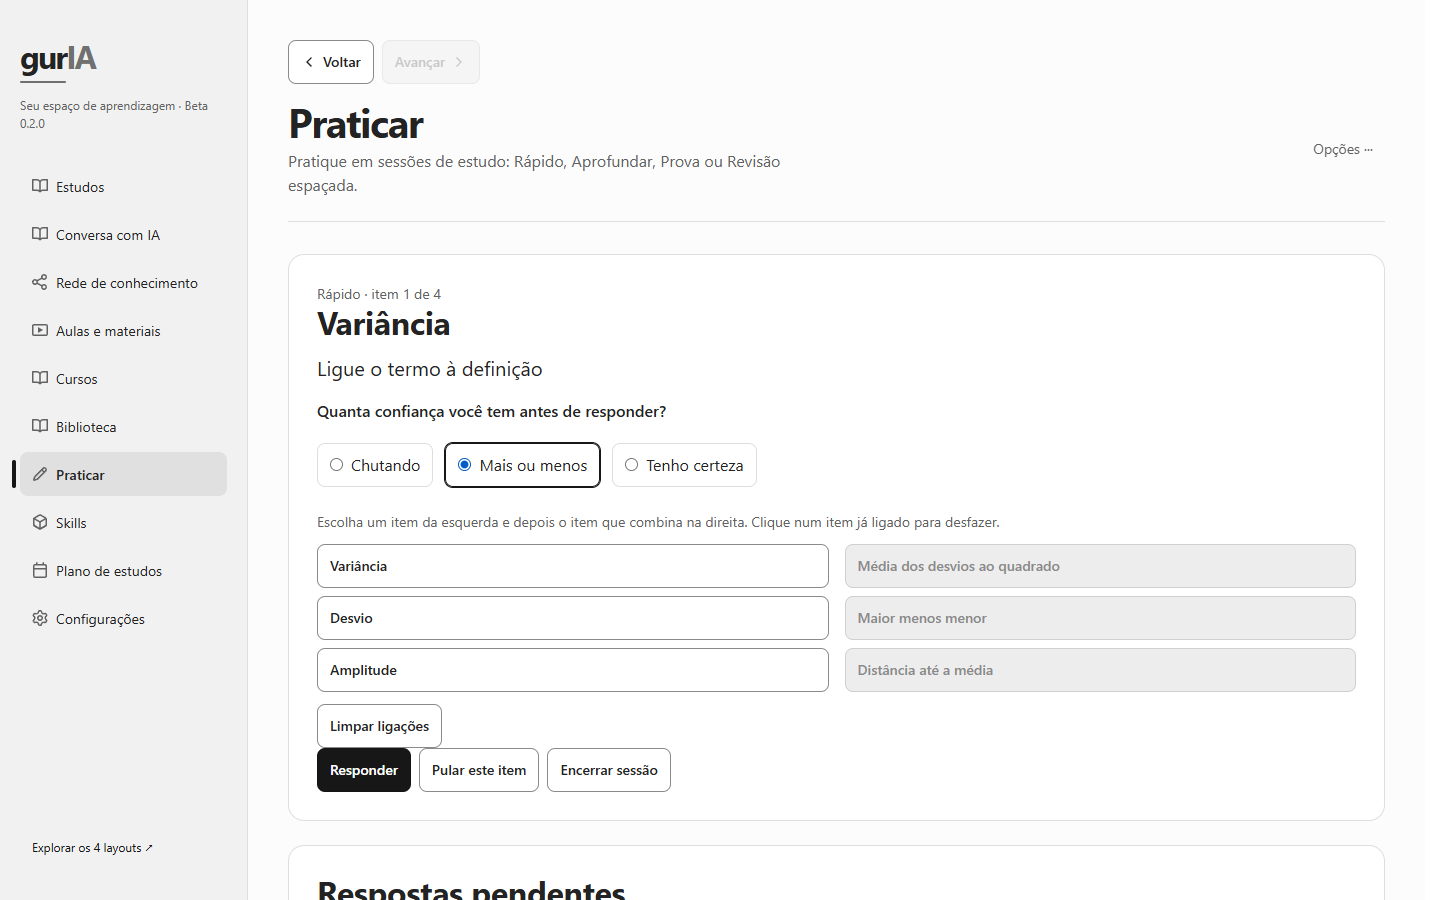 gurIA
Seu espaço de aprendizagem · Beta
0.2.0
Estudos
Conversa com IA
Rede de conhecimento
Aulas e materiais
Cursos
Biblioteca
Praticar
Skills
Plano de estudos
Configurações
Explorar os 4 layouts ↗
Voltar
Avançar
Praticar
Pratique em sessões de estudo: Rápido, Aprofundar, Prova ou Revisão
espaçada.
Opções ···
Rápido · item 1 de 4
Variância
Ligue o termo à definição
Quanta confiança você tem antes de responder?
Chutando
Mais ou menos
Tenho certeza
Escolha um item da esquerda e depois o item que combina na direita. Clique num item já ligado para desfazer.
Variância
Média dos desvios ao quadrado
Desvio
Maior menos menor
Amplitude
Distância até a média
Limpar ligações
Responder
Pular este item
Encerrar sessão
Respostas pendentes